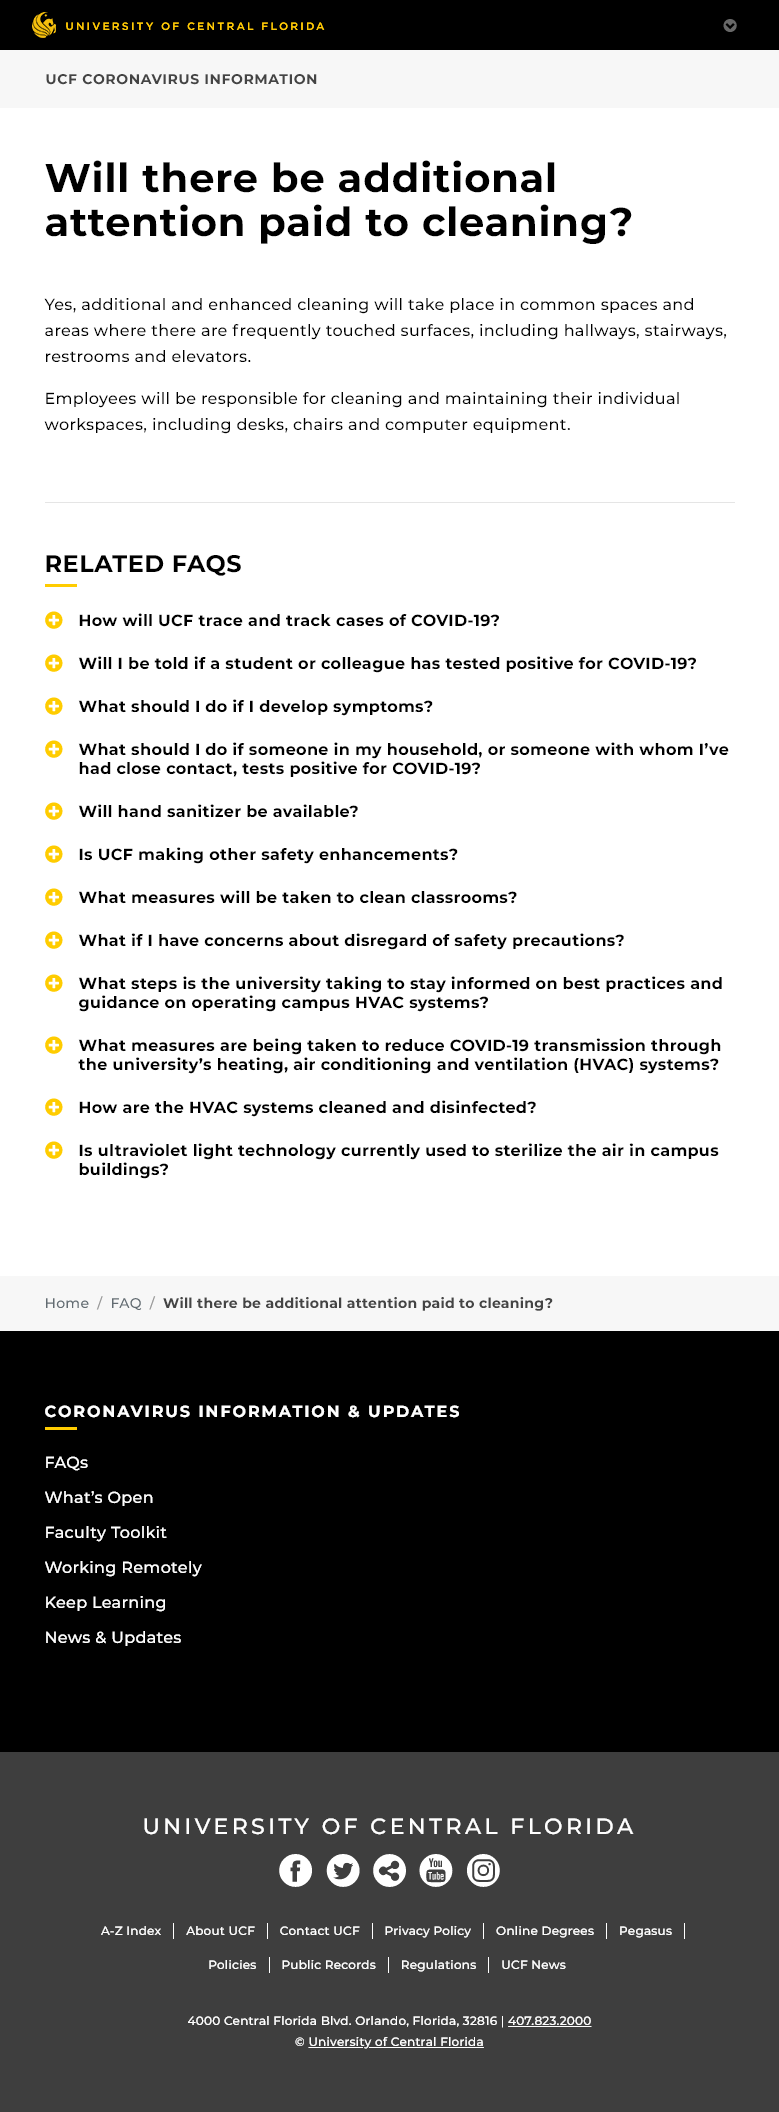 UNIVERSITY OF CENTRAL FLORIDA
UCF CORONAVIRUS INFORMATION
Will there be additional
attention paid to cleaning?
Yes, additional and enhanced cleaning will take place in common spaces and
areas where there are frequently touched surfaces, including hallways, stairways,
restrooms and elevators.
Employees will be responsible for cleaning and maintaining their individual
workspaces, including desks, chairs and computer equipment.
RELATED FAQS
How will UCF trace and track cases of COVID-19?
Will I be told if a student or colleague has tested positive for COVID-19?
What should I do if I develop symptoms?
What should I do if someone in my household, or someone with whom I’ve
had close contact, tests positive for COVID-19?
Will hand sanitizer be available?
Is UCF making other safety enhancements?
What measures will be taken to clean classrooms?
What if I have concerns about disregard of safety precautions?
What steps is the university taking to stay informed on best practices and
guidance on operating campus HVAC systems?
What measures are being taken to reduce COVID-19 transmission through
the university’s heating, air conditioning and ventilation (HVAC) systems?
How are the HVAC systems cleaned and disinfected?
Is ultraviolet light technology currently used to sterilize the air in campus
buildings?
Home / FAQ / Will there be additional attention paid to cleaning?
CORONAVIRUS INFORMATION & UPDATES
FAQs
What’s Open
Faculty Toolkit
Working Remotely
Keep Learning
News & Updates
UNIVERSITY OF CENTRAL FLORIDA
You
Tube
A-Z Index | About UCF | Contact UCF | Privacy Policy | Online Degrees | Pegasus |
Policies | Public Records | Regulations | UCF News
4000 Central Florida Blvd. Orlando, Florida, 32816 | 407.823.2000
© University of Central Florida